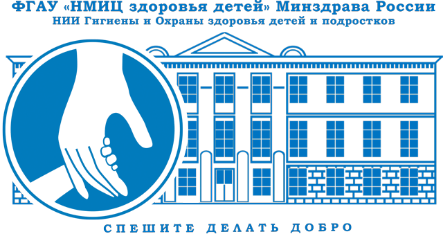 ФГАУ «НМИЦ здоровья детей» Минздрава России
НИИ Гигиены и Охраны здоровья детей и подростков
СПЕШИТЕ ДЕЛАТЬ ДОБРО